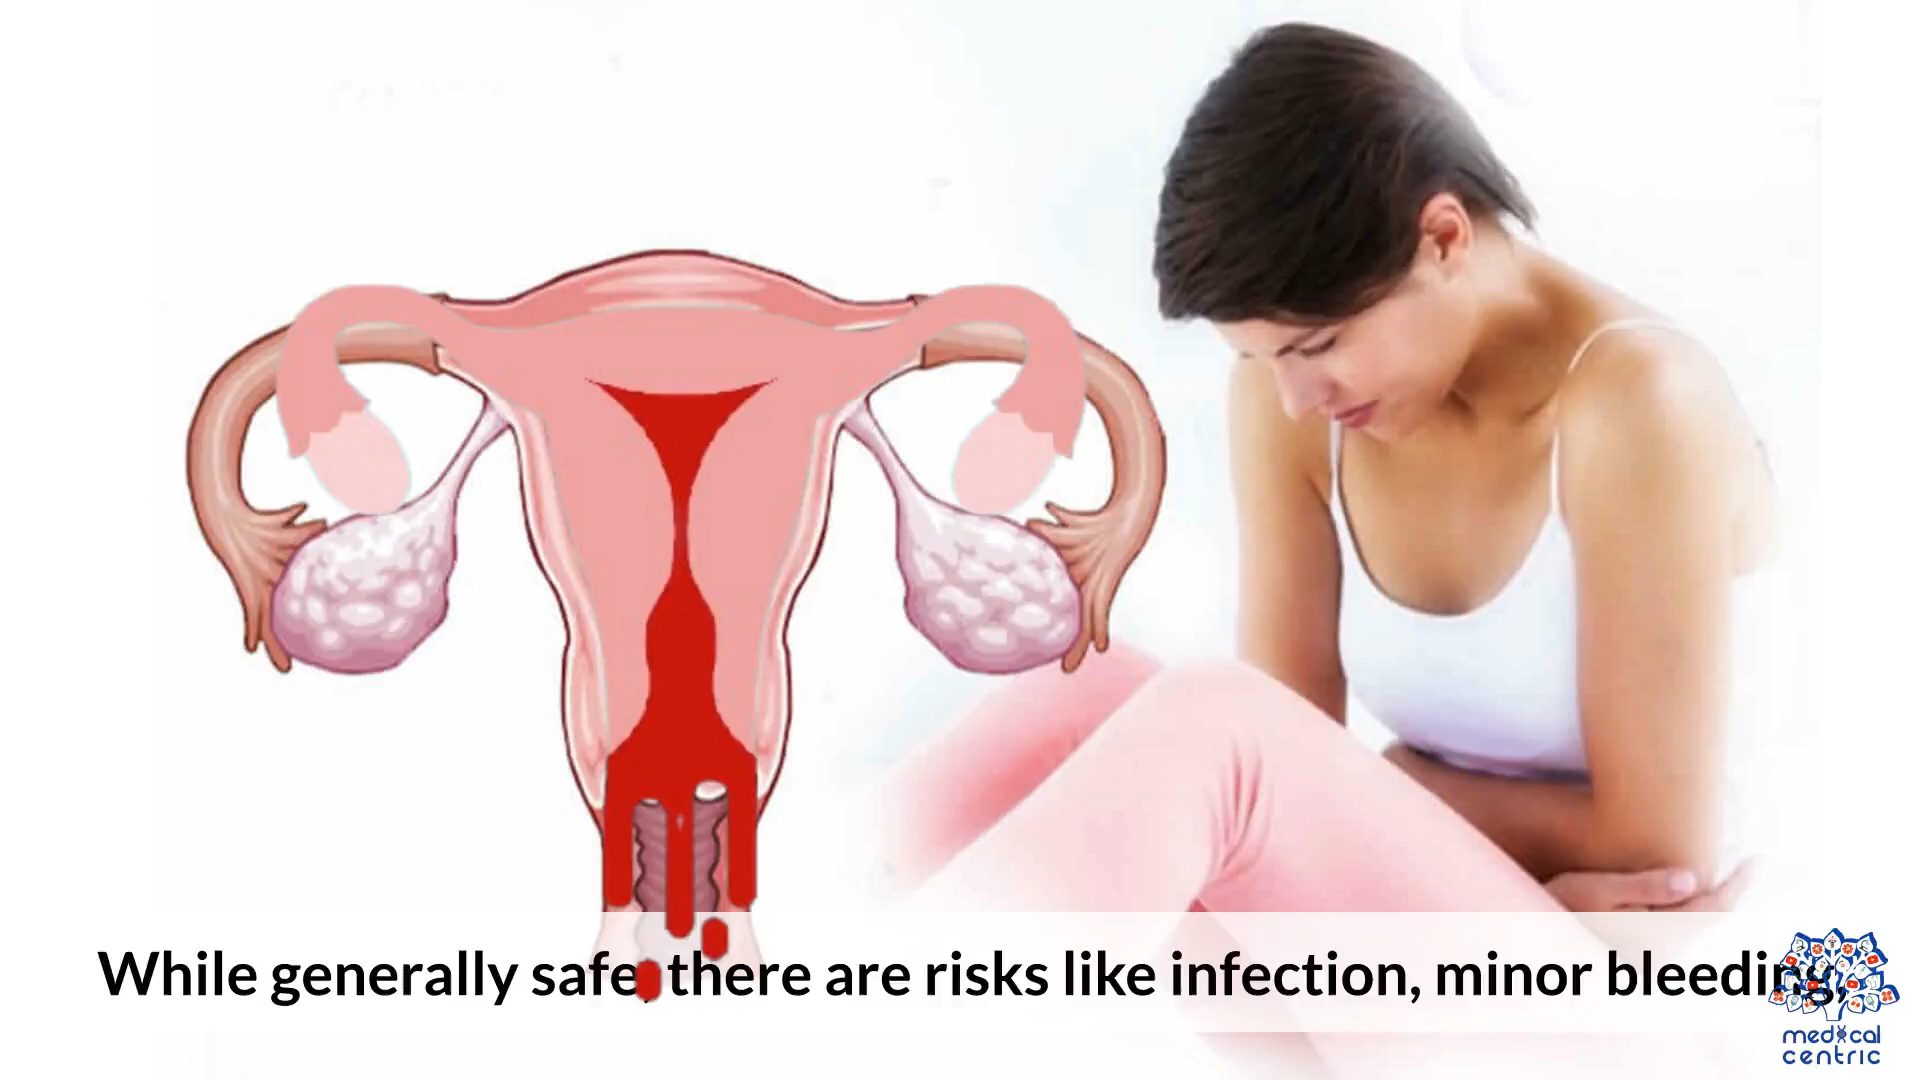 While generally safe, there are risks like infection, minor bleeding,
medical
centric